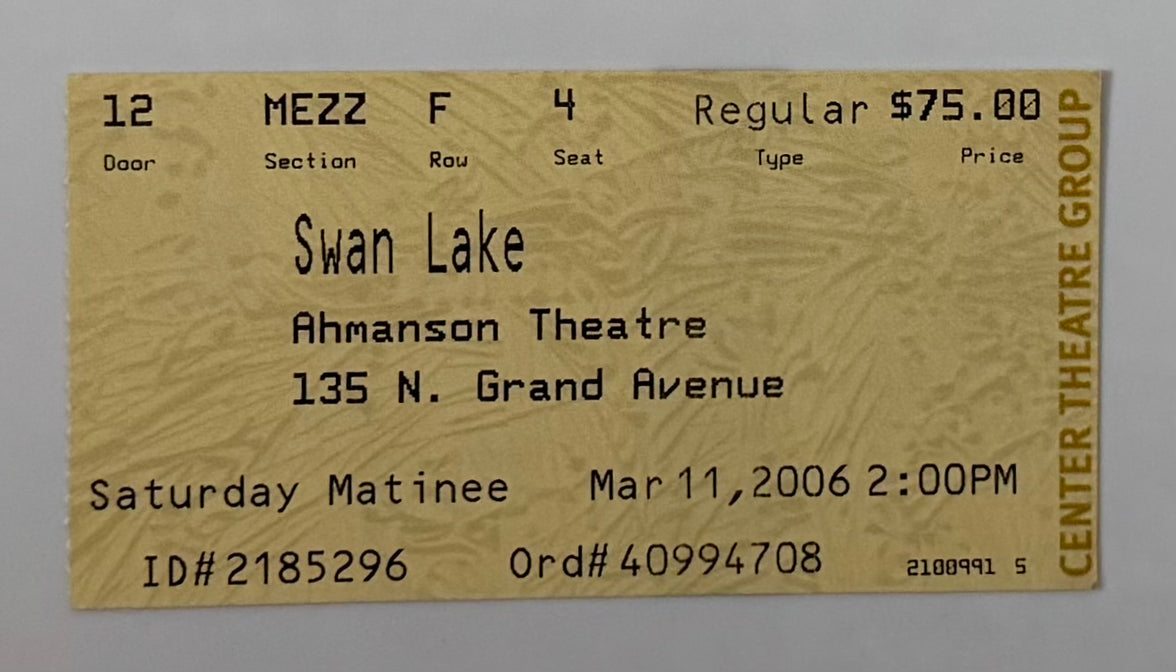 12 MEZZ F 4 Regular $75.00
Door Section Row Seat Type Price
Swan Lake
Ahmanson Theatre
135 N. Grand Avenue
Saturday Matinee Mar 11,2006 2:00PM
ID#2185296 Ord#40994708 2100991 5
CENTER THEATRE GROUP